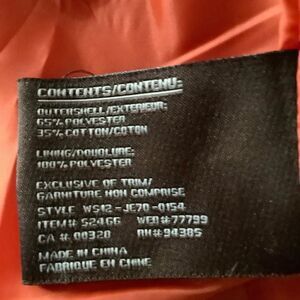 CONTENTS/CONTENU:
OUTERSHELL/EXTERIEUR:
65% POLYESTER
35% COTTON/COTON
LINING/DOUBLURE:
100% POLYESTER
EXCLUSIVE OF TRIM/
GARNITURE NON COMPRISE
STYLE WS12-JE70-0154
ITEM# 52466 WED#77799
CA # 00320 RN#94385
MADE IN CHINA
FABRIQUE EN CHINE